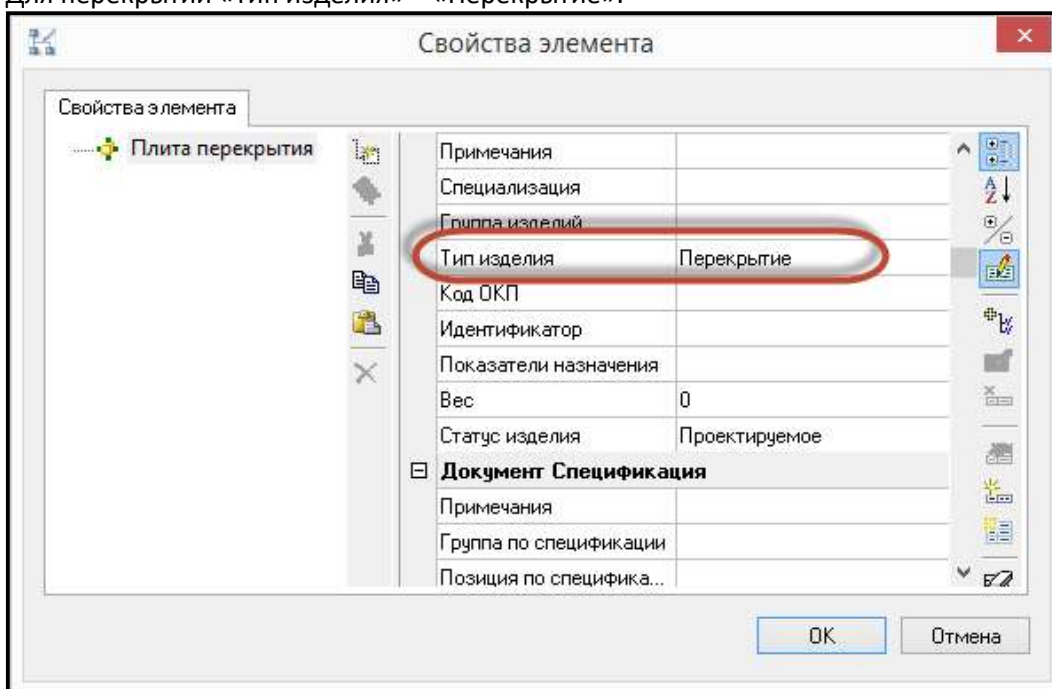 Для перекрытий «Тип изделия» – «Перекрытие».
Свойства элемента
Свойства элемента
Плита перекрытия
Примечания
Специализация
Группа изделий
Тип изделия Перекрытие
Код ОКП
Идентификатор
Показатели назначения
Вес 0
Статус изделия Проектируемое
Документ Спецификация
Примечания
Группа по спецификации
Позиция по специфика...
OK Отмена